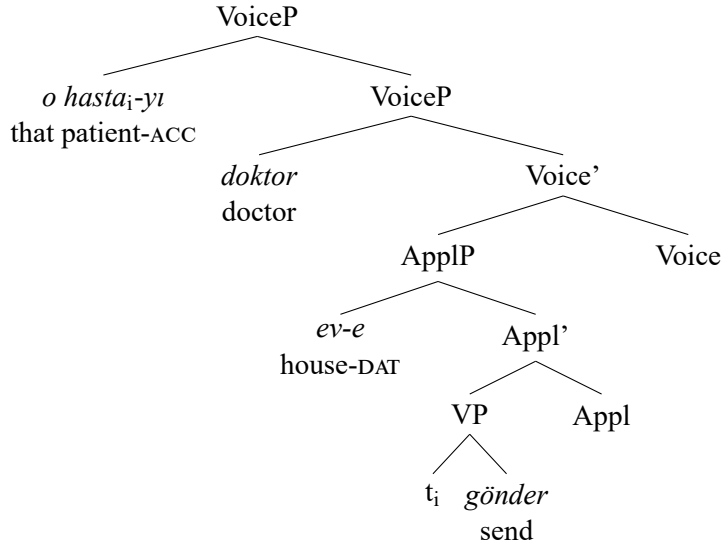 VoiceP
o hastaᵢ-yı VoiceP
that patient-ACC
doktor Voice’
doctor
ApplP Voice
ev-e Appl’
house-DAT
VP Appl
tᵢ gönder
send